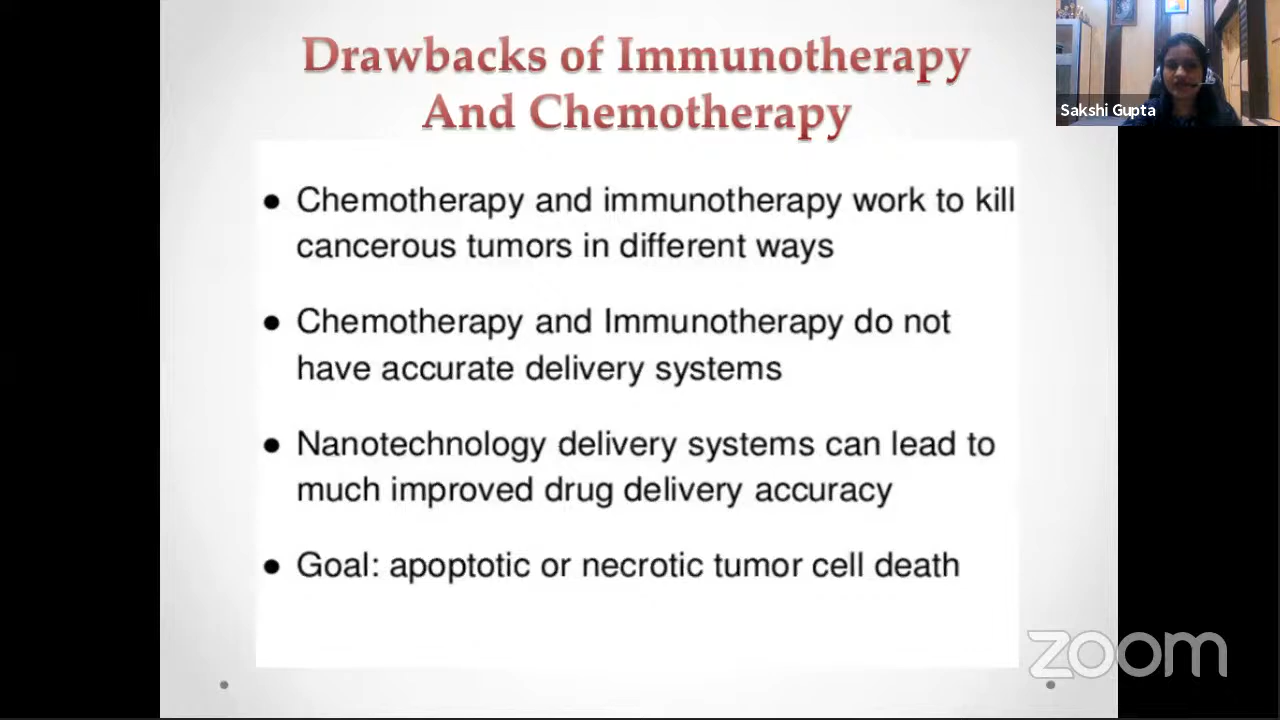 Drawbacks of Immunotherapy
And Chemotherapy
Sakshi Gupta
● Chemotherapy and immunotherapy work to kill
cancerous tumors in different ways
● Chemotherapy and Immunotherapy do not
have accurate delivery systems
● Nanotechnology delivery systems can lead to
much improved drug delivery accuracy
● Goal: apoptotic or necrotic tumor cell death
zoom